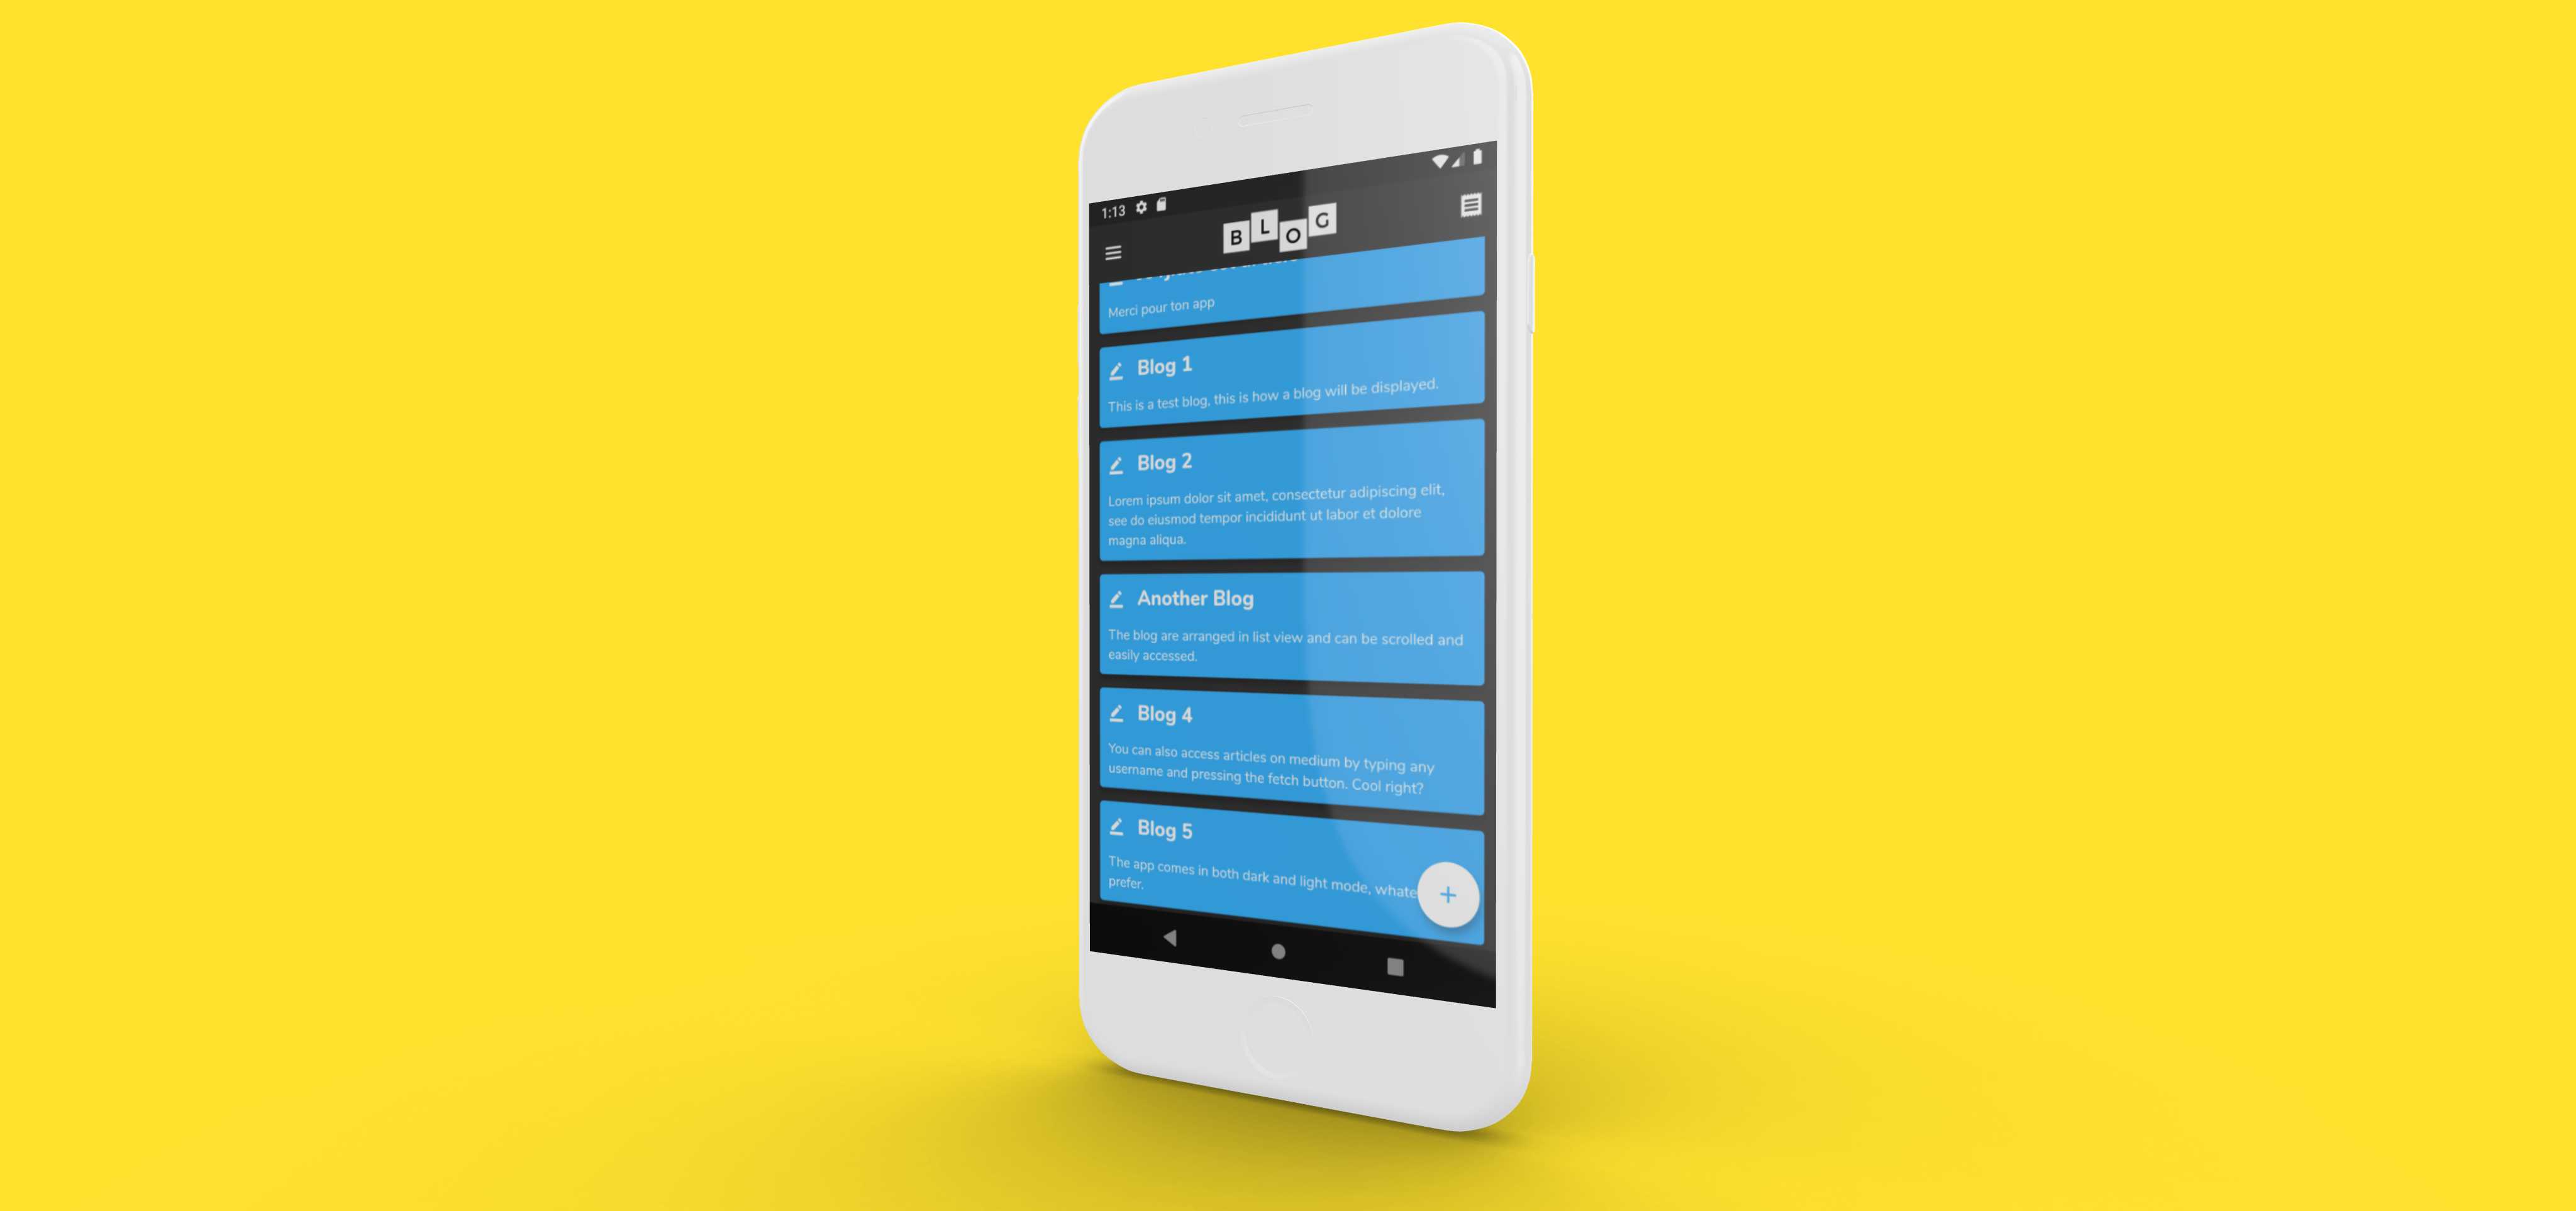 1:13
BLOG
Merci pour ton app
Blog 1
This is a test blog, this is how a blog will be displayed.
Blog 2
Lorem ipsum dolor sit amet, consectetur adipiscing elit,
see do eiusmod tempor incididunt ut labor et dolore
magna aliqua.
Another Blog
The blog are arranged in list view and can be scrolled and
easily accessed.
Blog 4
You can also access articles on medium by typing any
username and pressing the fetch button. Cool right?
Blog 5
The app comes in both dark and light mode, whate
prefer.